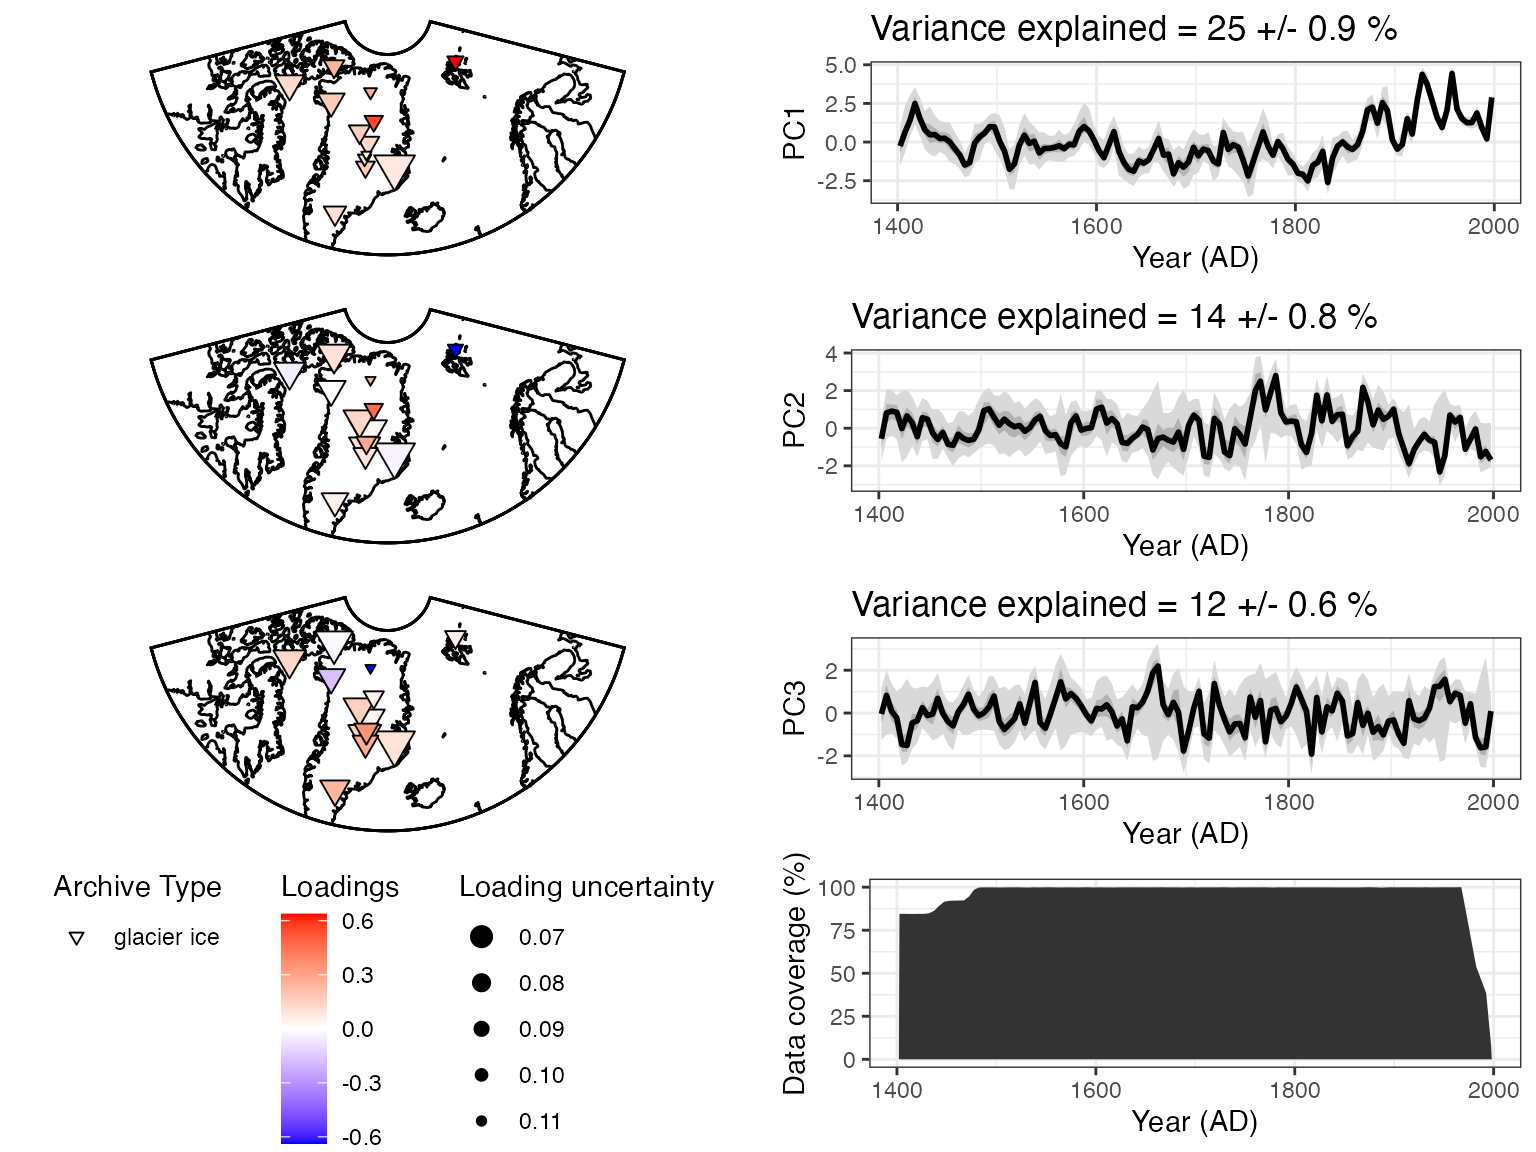 Variance explained = 25 +/- 0.9 %
PC1
5.0
2.5
0.0
-2.5
1400 1600 1800 2000
Year (AD)
Variance explained = 14 +/- 0.8 %
PC2
4
2
0
-2
1400 1600 1800 2000
Year (AD)
Variance explained = 12 +/- 0.6 %
PC3
2
0
-2
1400 1600 1800 2000
Year (AD)
Archive Type
glacier ice
Loadings
0.6
0.3
0.0
-0.3
-0.6
Loading uncertainty
0.07
0.08
0.09
0.10
0.11
Data coverage (%)
100
75
50
25
0
1400 1600 1800 2000
Year (AD)